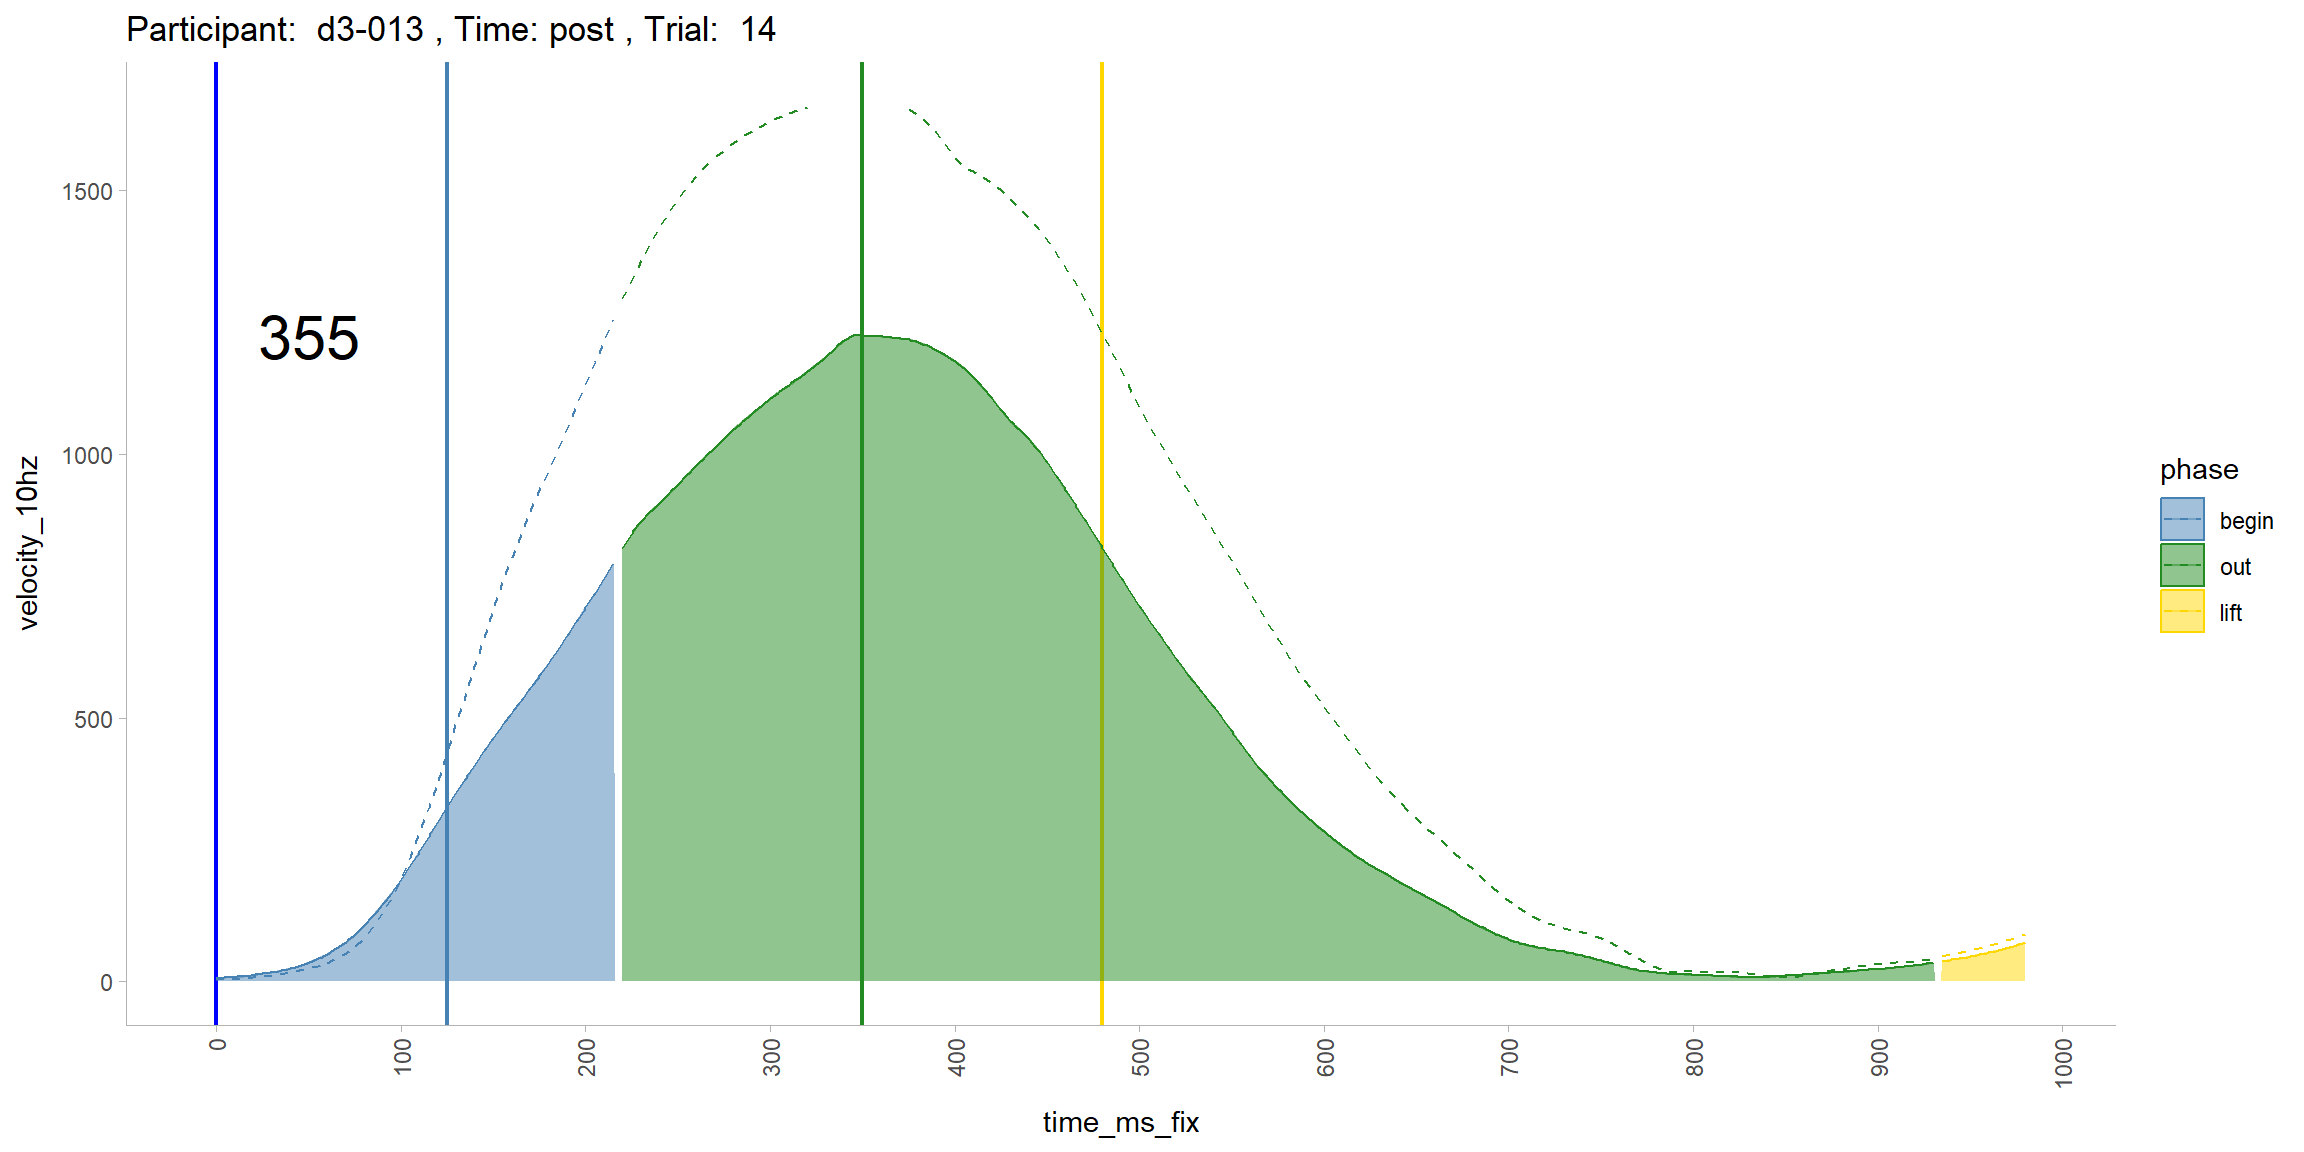 Participant:  d3-013 , Time: post , Trial:  14
velocity_10hz
1500
1000
500
0
355
0
100
200
300
400
500
600
700
800
900
1000
time_ms_fix
phase
begin
out
lift